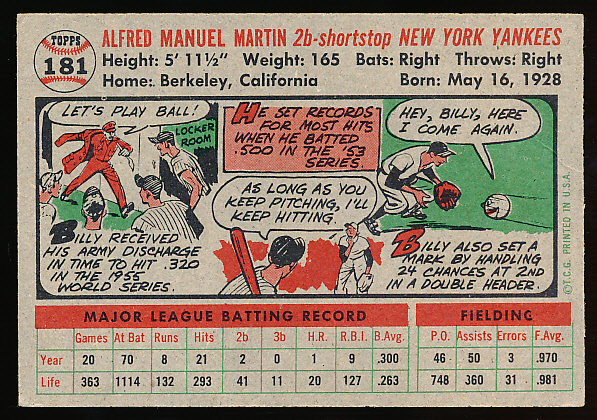 TOPPS
181
ALFRED MANUEL MARTIN 2b-shortstop NEW YORK YANKEES
Height: 5' 11½' Weight: 165 Bats: Right Throws: Right
Home: Berkeley, California Born: May 16, 1928
LET'S PLAY BALL!
LOCKER
ROOM
BILLY RECEIVED
HIS ARMY DISCHARGE
IN TIME TO HIT .320
IN THE 1955
WORLD SERIES.
HE SET RECORDS
FOR MOST HITS
WHEN HE BATTED
.500 IN THE '53
SERIES.
AS LONG AS YOU
KEEP PITCHING, I'LL
KEEP HITTING.
HEY, BILLY, HERE
I COME AGAIN.
BILLY ALSO SET A
MARK BY HANDLING
24 CHANCES AT 2ND
IN A DOUBLE HEADER.
©T.C.G. PRINTED IN U.S.A.
MAJOR LEAGUE BATTING RECORD FIELDING
Games At Bat Runs Hits 2b 3b H.R. R.B.I. B.Avg. P.O. Assists Errors F.Avg.
Year 20 70 8 21 2 0 1 9 .300 46 50 3 .970
Life 363 1114 132 293 41 11 20 127 .263 748 360 31 .981